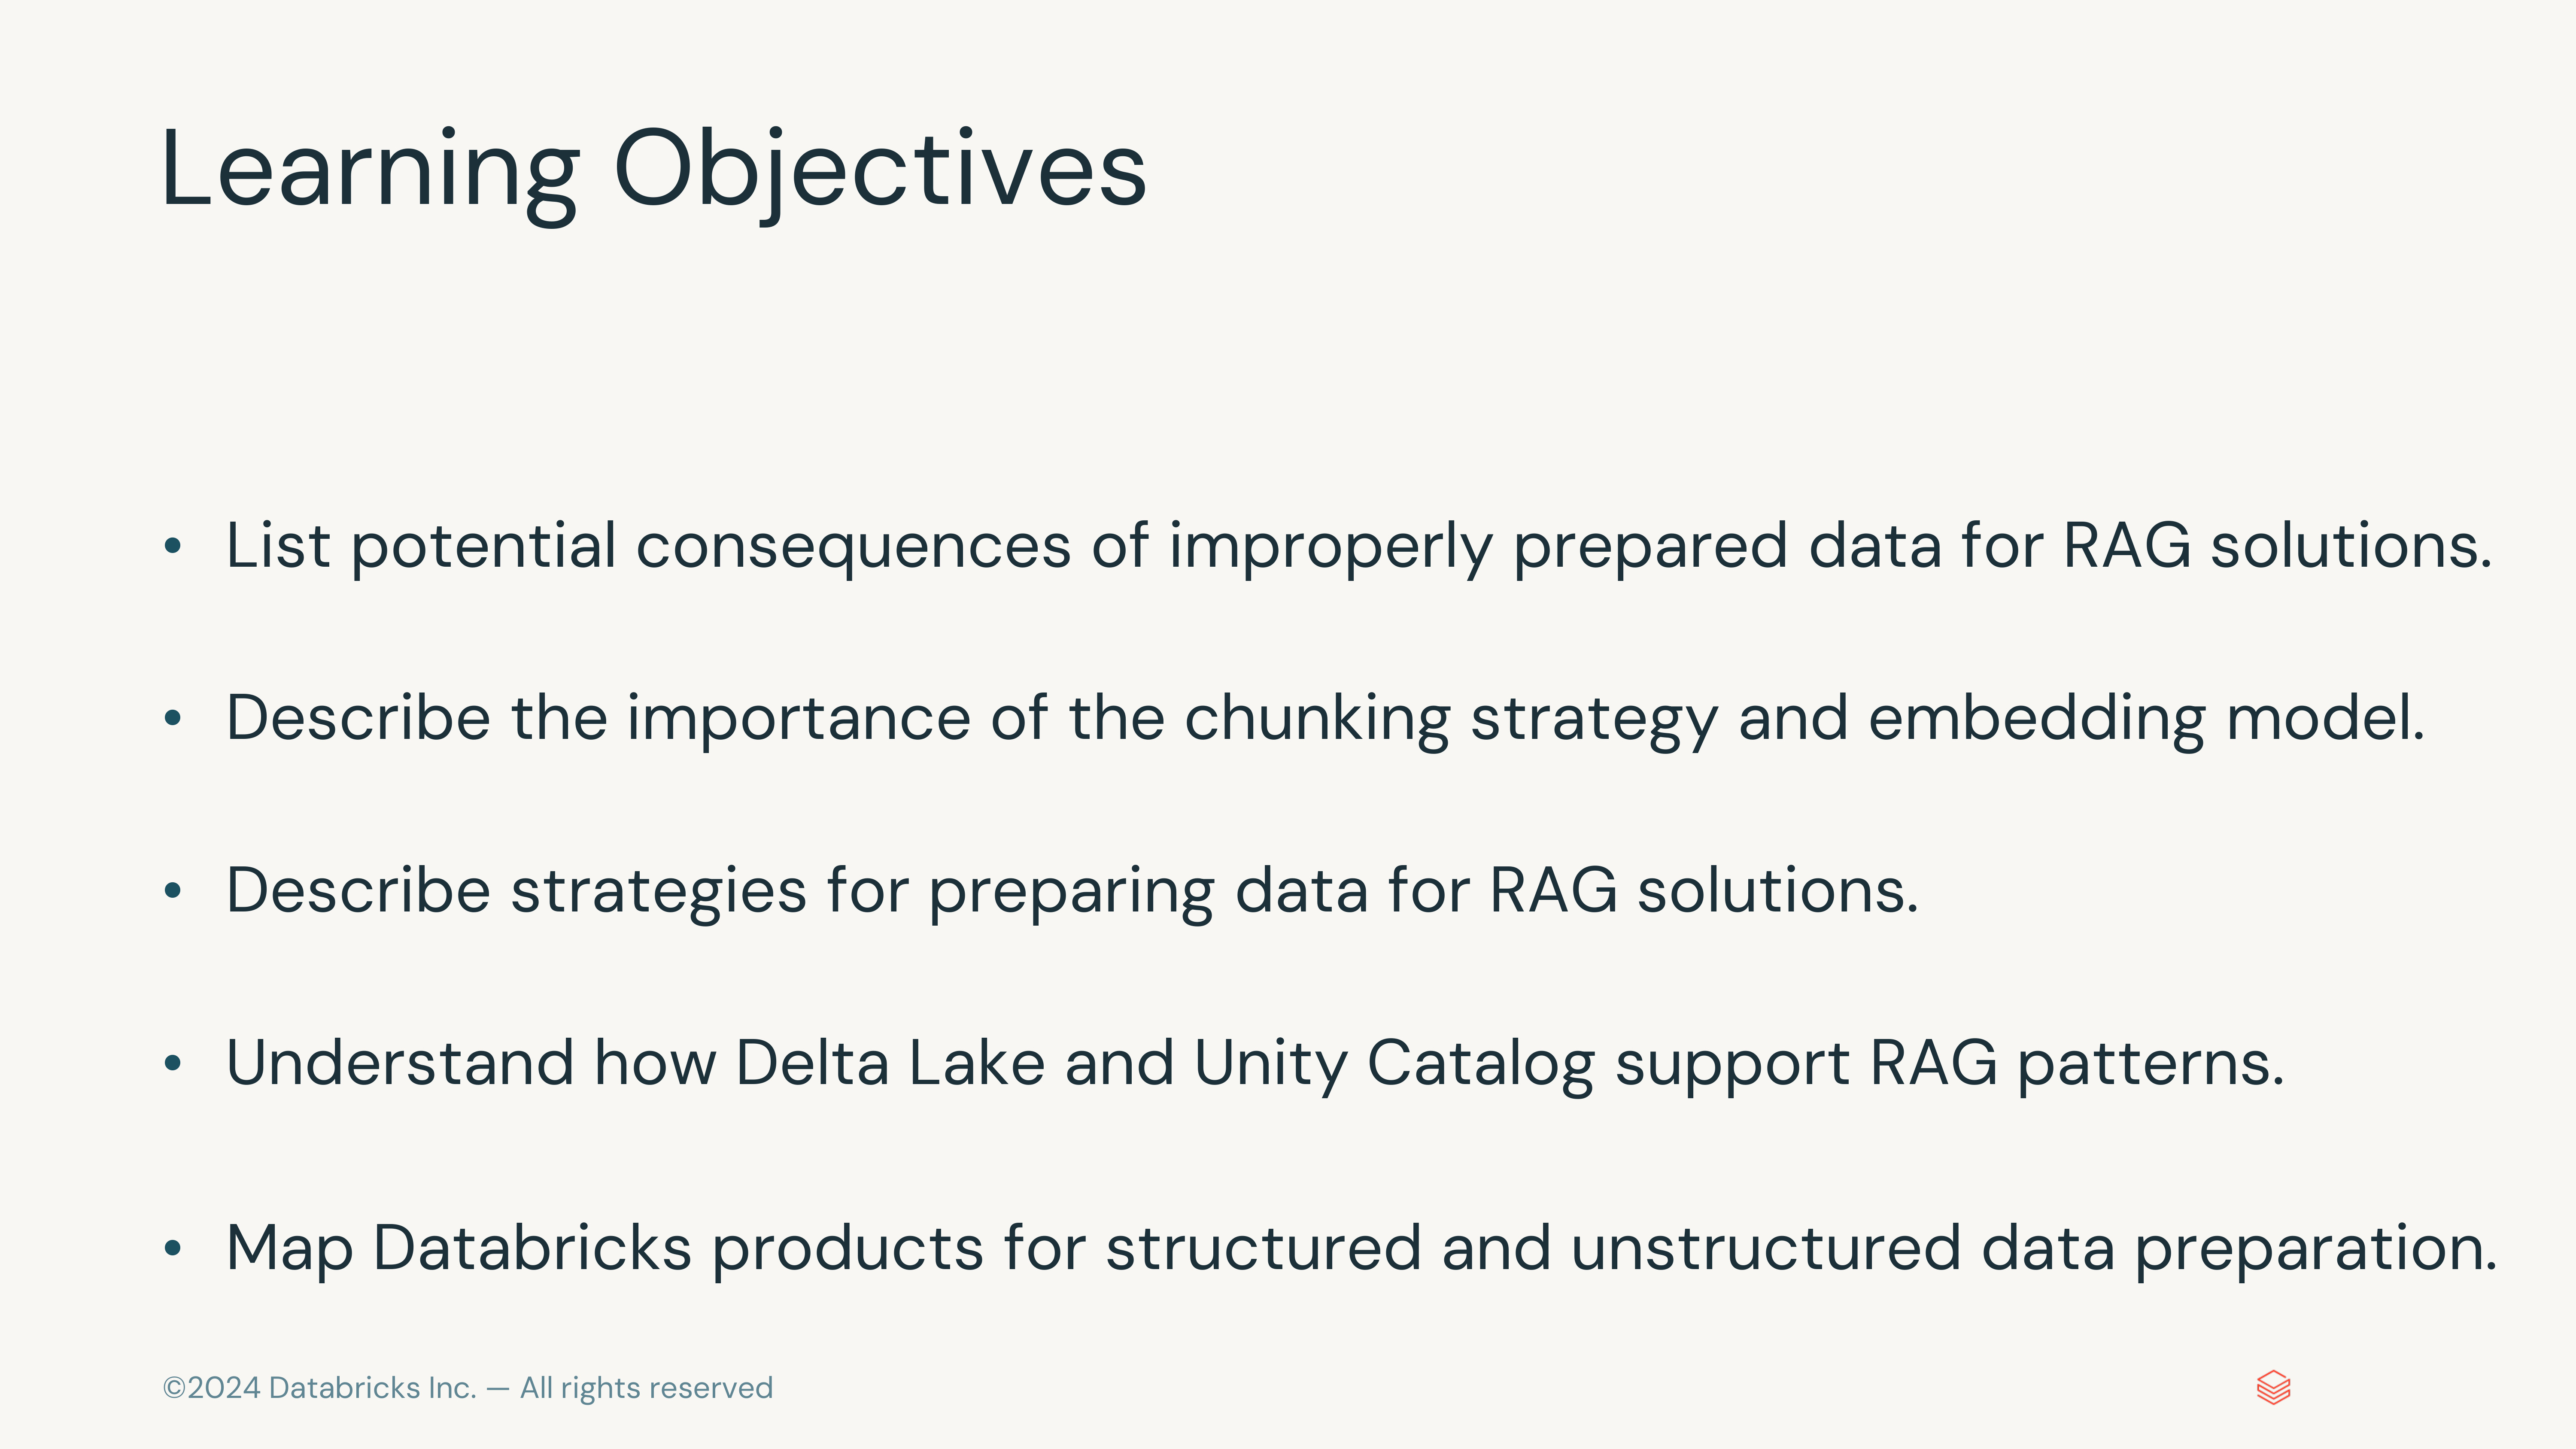 Learning Objectives
• List potential consequences of improperly prepared data for RAG solutions.
• Describe the importance of the chunking strategy and embedding model.
• Describe strategies for preparing data for RAG solutions.
• Understand how Delta Lake and Unity Catalog support RAG patterns.
• Map Databricks products for structured and unstructured data preparation.
©2024 Databricks Inc. — All rights reserved